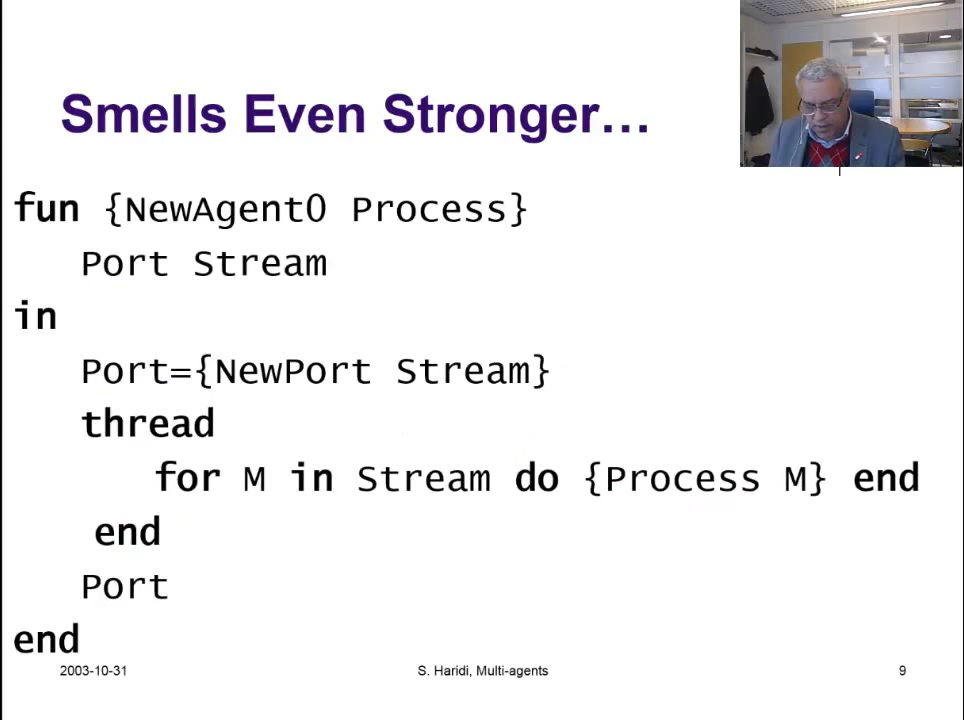 Smells Even Stronger…
fun {NewAgent0 Process}
Port Stream
in
Port={NewPort Stream}
thread
for M in Stream do {Process M} end
end
Port
end
2003-10-31
S. Haridi, Multi-agents
9